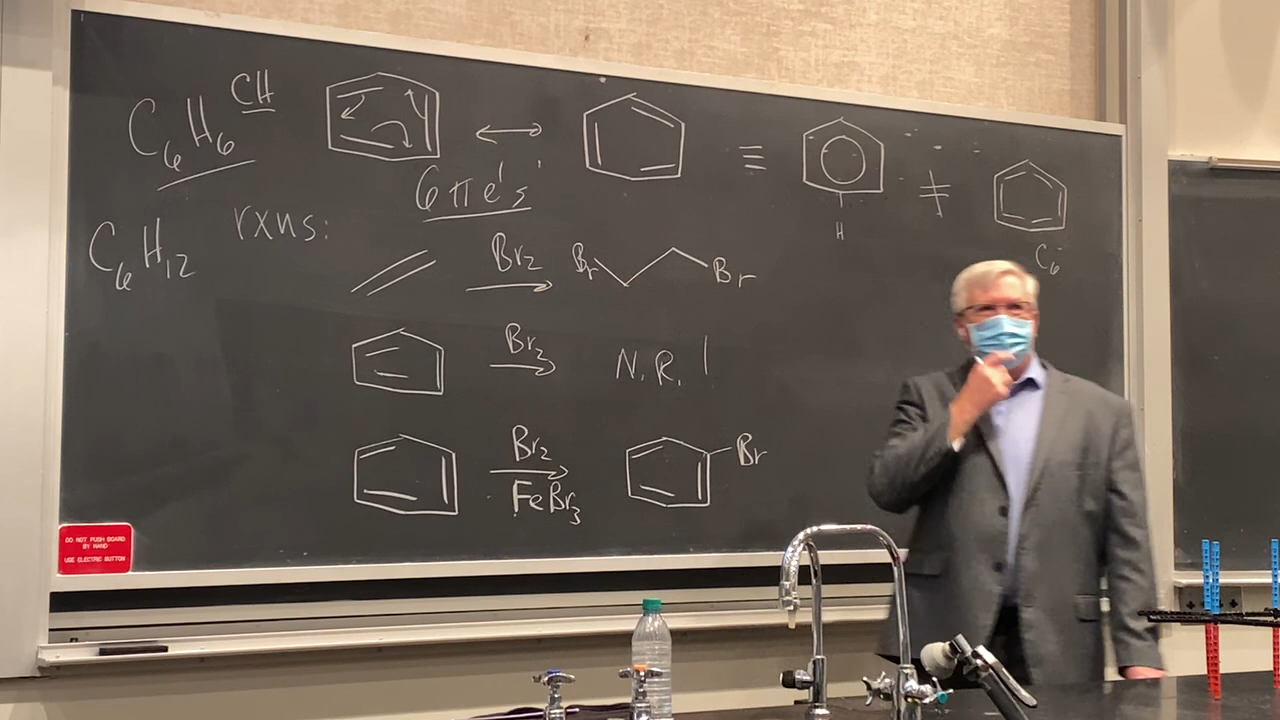 C₆H₆ CH
6πe's
H
C₆
C₆H₁₂ rxns:
Br₂
Br Br
Br₂
N.R.!
Br₂
FeBr₃
Br
DO NOT PUSH BOARD
BY HAND
USE ELECTRIC BUTTON